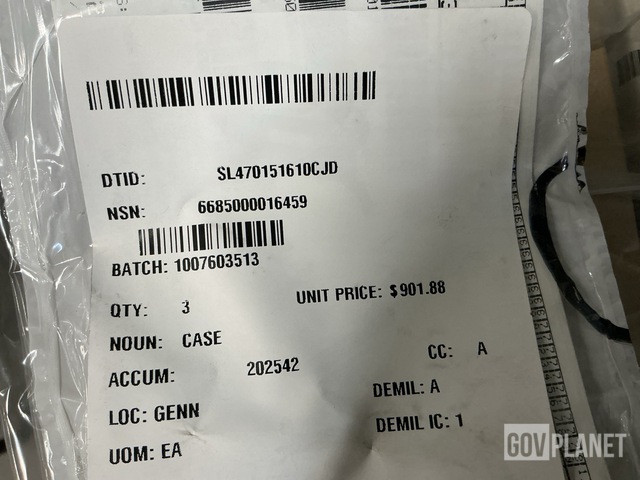 DTID: SL470151610CJD
NSN: 6685000016459
BATCH: 1007603513
QTY: 3 UNIT PRICE: $901.88
NOUN: CASE
ACCUM: 202542 CC: A
LOC: GENN DEMIL: A
UOM: EA DEMIL IC: 1
GOVPLANET